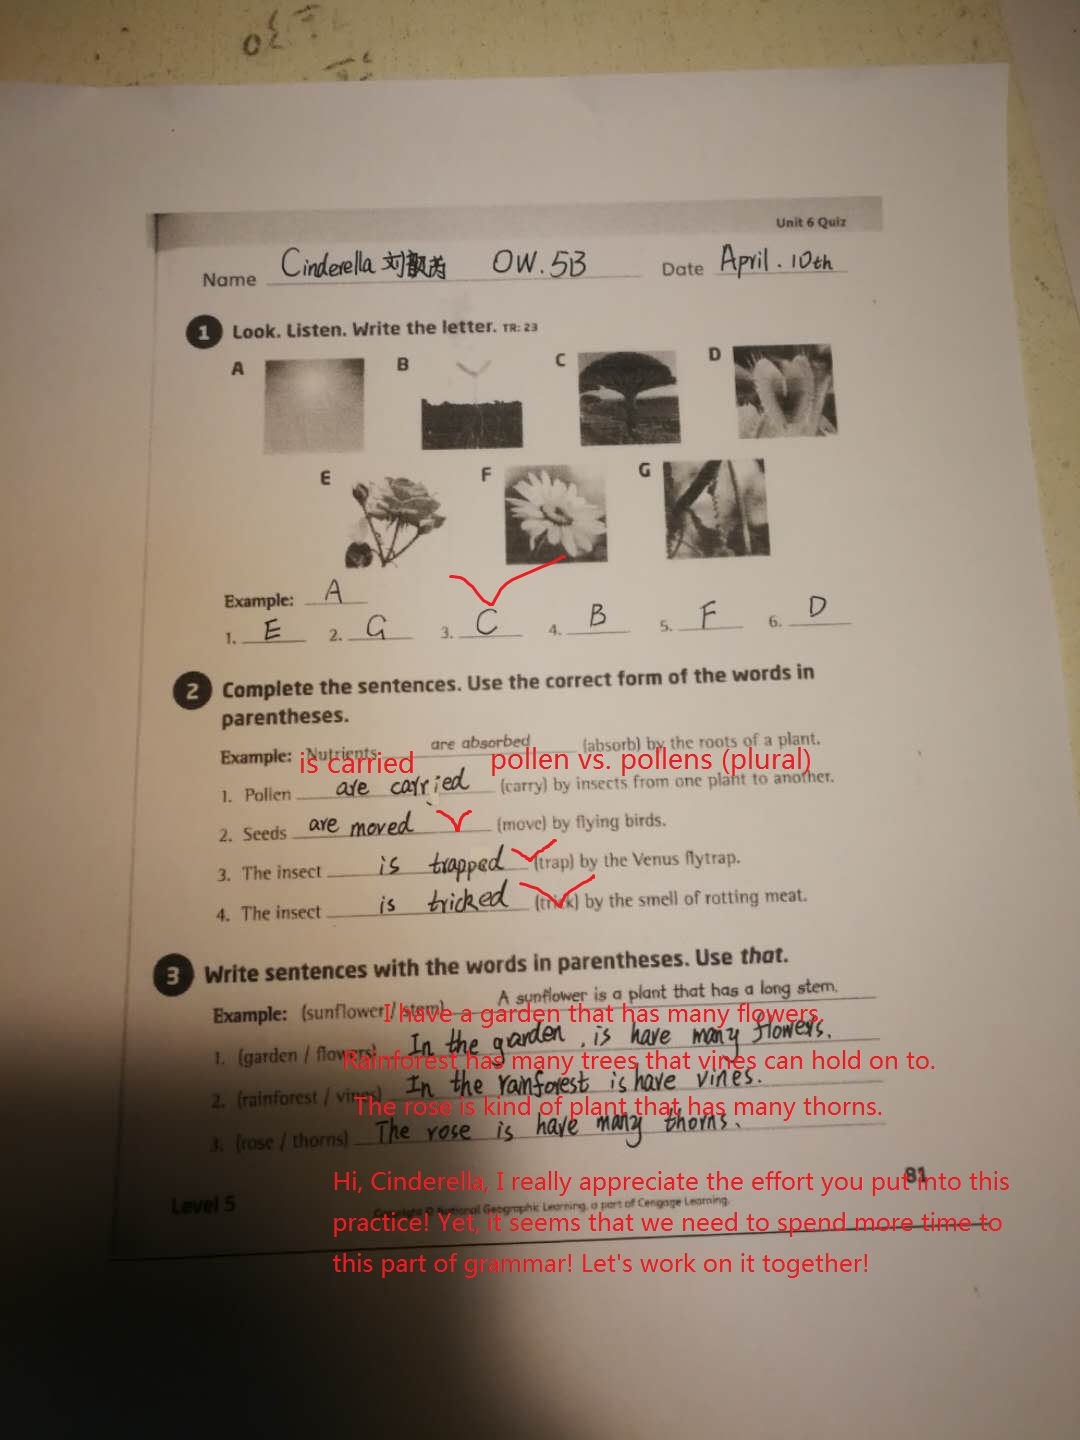 Unit 6 Quiz
Name Cinderella 刘 芮 OW. 5B Date April. 10th
1 Look. Listen. Write the letter. TR: 23
A B C D
E F G
Example: A
1. E 2. G 3. C 4. B 5. F 6. D
2 Complete the sentences. Use the correct form of the words in
parentheses.
Example: Nutrients are absorbed (absorb) by the roots of a plant.
is carried pollen vs. pollens (plural)
1. Pollen are carried (carry) by insects from one plant to another.
2. Seeds are moved (move) by flying birds.
3. The insect is trapped (trap) by the Venus flytrap.
4. The insect is tricked (trick) by the smell of rotting meat.
3 Write sentences with the words in parentheses. Use that.
Example: (sunflower / stem) A sunflower is a plant that has a long stem.
I have a garden that has many flowers.
1. (garden / flowers) In the grarden , is have many flowers.
Rainforest has many trees that vines can hold on to.
2. (rainforest / vines) In the rainforest is have vines.
The rose is kind of plant that has many thorns.
3. (rose / thorns) The rose is have many thorns.
81
Hi, Cinderella, I really appreciate the effort you put into this
Level 5 Copyright © National Geographic Learning, a part of Cengage Learning.
practice! Yet, it seems that we need to spend more time to
this part of grammar! Let's work on it together!